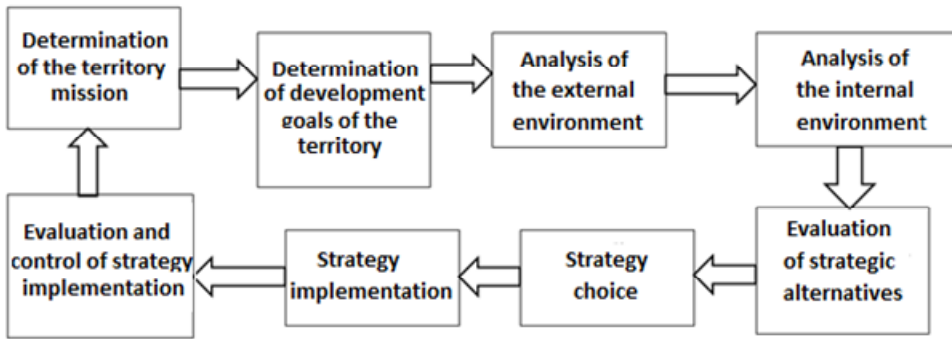 Determination
of the territory
mission
Determination
of development
goals of the
territory
Analysis of
the external
environment
Analysis of
the internal
environment
Evaluation and
control of strategy
implementation
Strategy
implementation
Strategy
choice
Evaluation
of strategic
alternatives